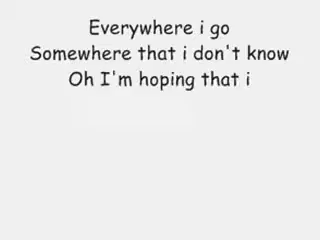 Everywhere i go
Somewhere that i don't know
Oh I'm hoping that i